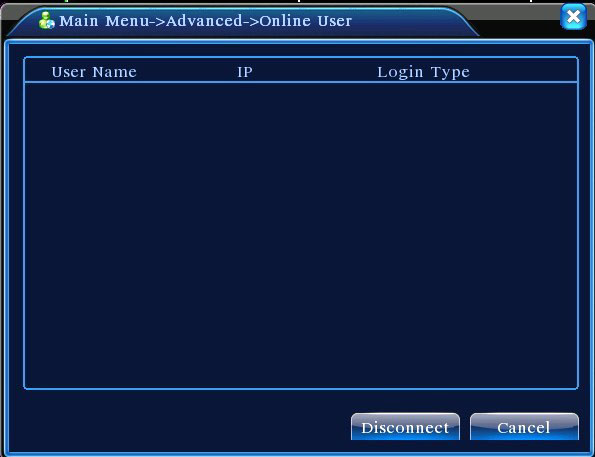 Main Menu->Advanced->Online User
User Name IP Login Type
Disconnect Cancel